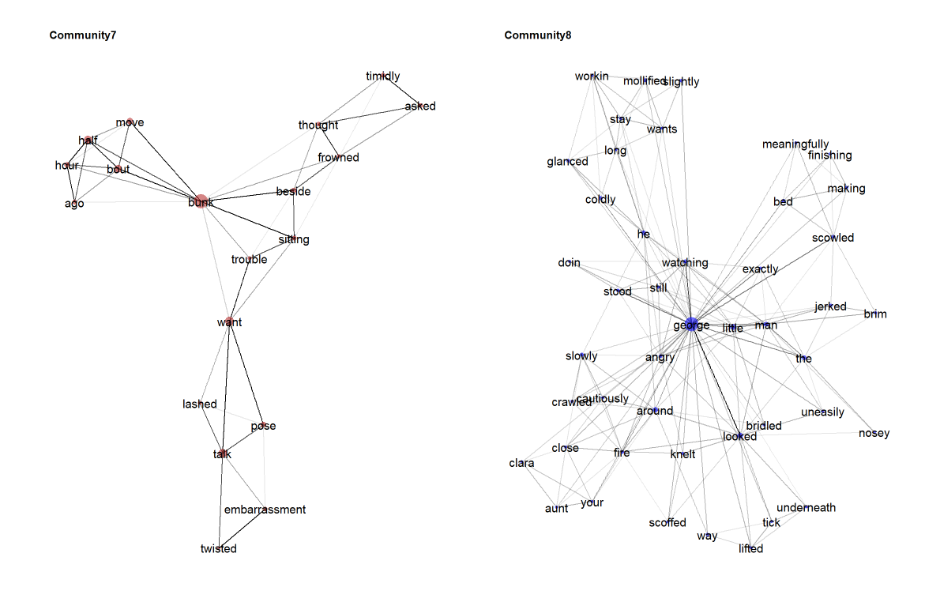 Community7
timidly
asked
thought
move
half
frowned
hour
bout
beside
ago
bunk
sitting
trouble
want
lashed
pose
talk
embarrassment
twisted
Community8
workin
mollified
slightly
stay
wants
meaningfully
long
finishing
glanced
making
coldly
bed
he
scowled
doin
watching
exactly
stood
still
jerked
brim
george
little
man
slowly
angry
the
crawled
cautiously
around
uneasily
bridled
looked
nosey
close
fire
knelt
clara
aunt
your
underneath
scoffed
tick
way
lifted